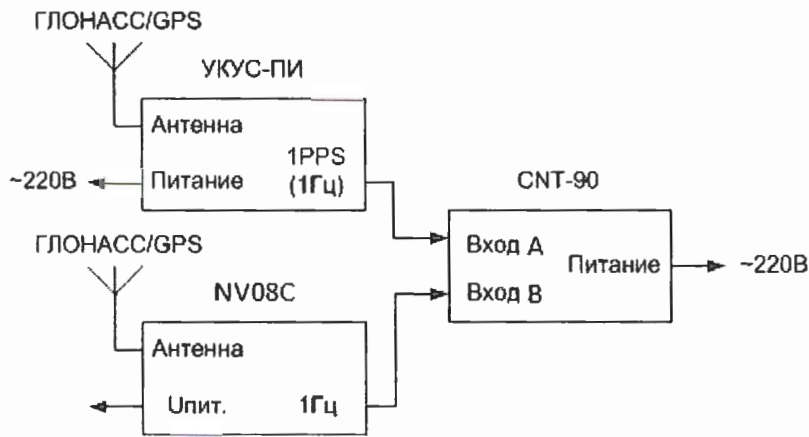 ГЛОНАСС/GPS
УКУС-ПИ
Антенна
1PPS
~220В
Питание
(1Гц)
CNT-90
ГЛОНАСС/GPS
Вход А
Питание
~220В
NV08C
Вход В
Антенна
Uпит.
1Гц